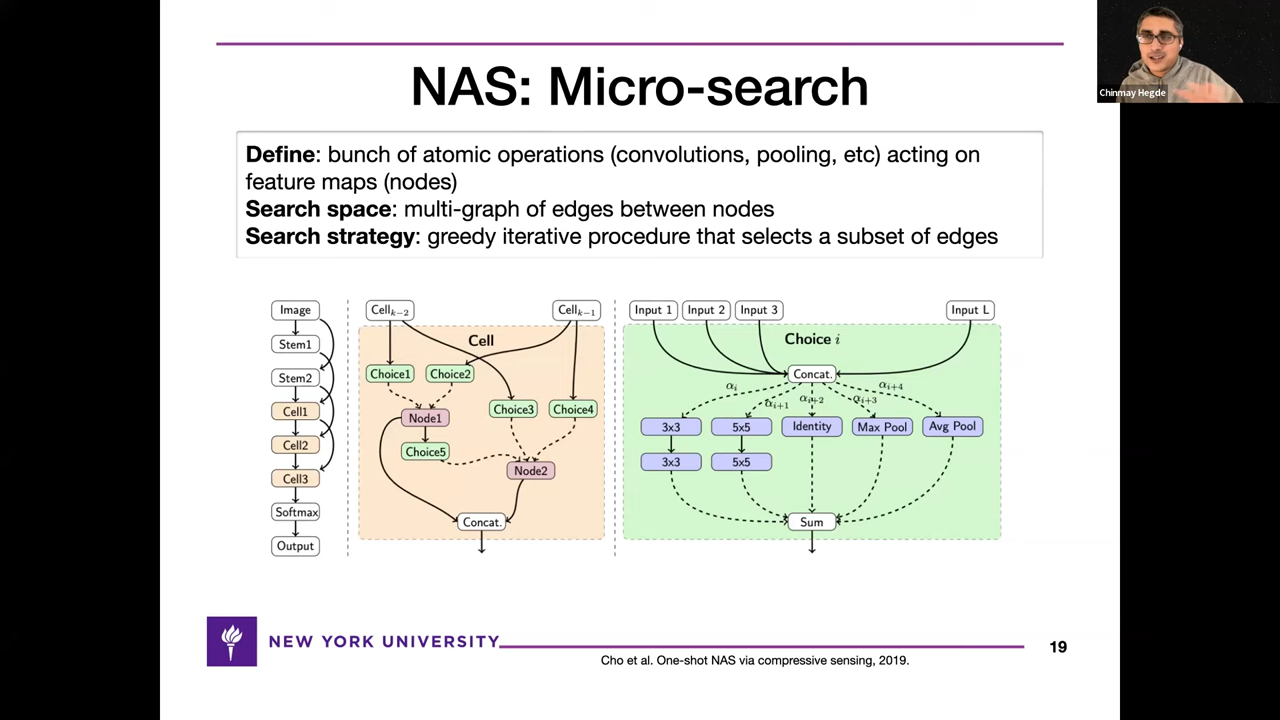 Chinmay Hegde
NAS: Micro-search
Define: bunch of atomic operations (convolutions, pooling, etc) acting on
feature maps (nodes)
Search space: multi-graph of edges between nodes
Search strategy: greedy iterative procedure that selects a subset of edges
Image
Stem1
Stem2
Cell1
Cell2
Cell3
Softmax
Output
Cellk−2
Cellk−1
Cell
Choice1
Choice2
Choice3
Choice4
Node1
Choice5
Node2
Concat.
Input 1
Input 2
Input 3
Input L
Choice i
Concat.
αi
αi+1
αi+2
αi+3
αi+4
3x3
5x5
Identity
Max Pool
Avg Pool
3x3
5x5
Sum
NEW YORK UNIVERSITY
Cho et al. One-shot NAS via compressive sensing, 2019.
19